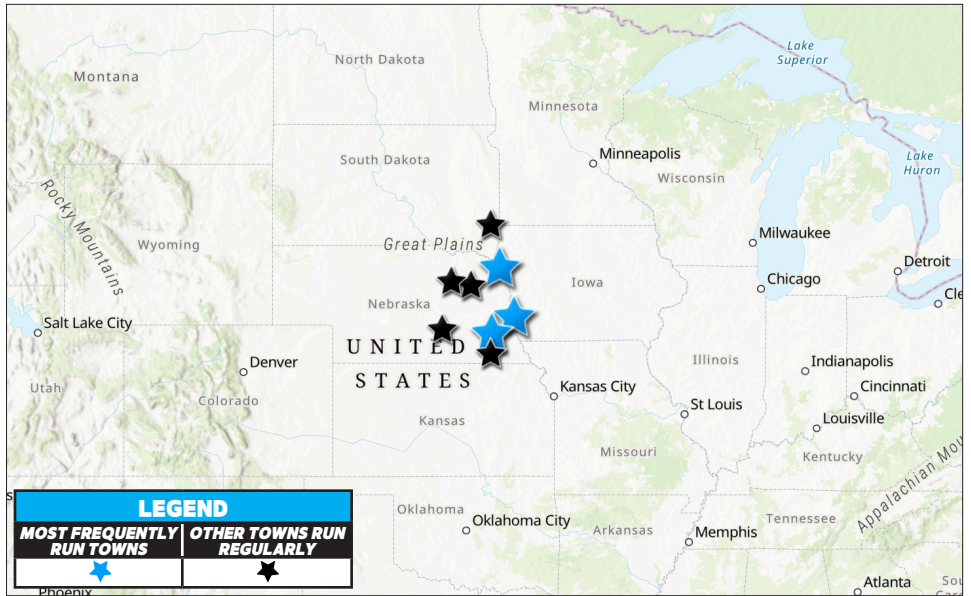 Lake
Superior
North Dakota
Montana
Minnesota
Minneapolis
South Dakota
Lake
Huron
Wisconsin
Rocky Mountains
Milwaukee
Great Plains
Wyoming
Detroit
Chicago
Iowa
Cle
Nebraska
Salt Lake City
UNITED
STATES
Denver
Illinois
Indianapolis
Utah
Kansas City
Cincinnati
Colorado
St Louis
Kansas
Louisville
Missouri
Kentucky
Appalachian Mou
s
LEGEND
MOST FREQUENTLY
RUN TOWNS
OTHER TOWNS RUN
REGULARLY
Oklahoma
Oklahoma City
Arkansas
Tennessee
Memphis
Phoenix
Atlanta
Sou
Car